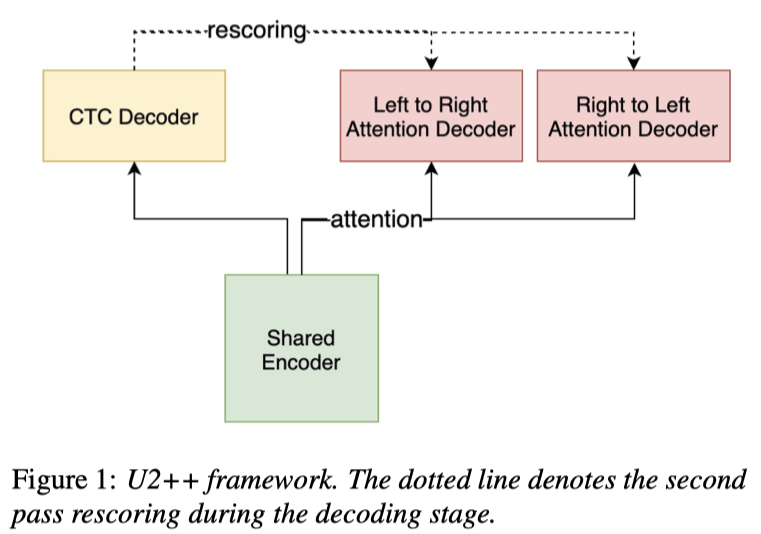 rescoring
CTC Decoder
Left to Right
Attention Decoder
Right to Left
Attention Decoder
attention
Shared
Encoder
Figure 1: U2++ framework. The dotted line denotes the second
pass rescoring during the decoding stage.